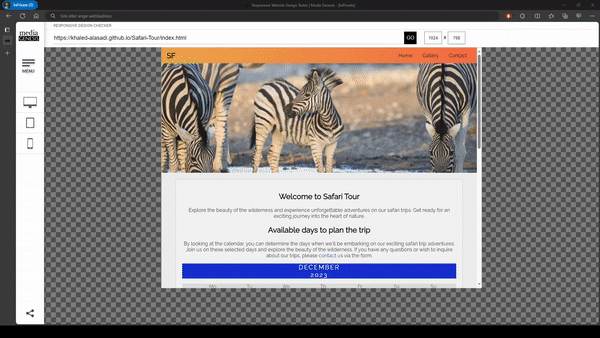 InPrivate (2)
Responsive Website Design Tester | Media Genesis - [InPrivate]
Sök eller ange webbadress
RESPONSIVE DESIGN CHECKER
media
GENESIS
https://khaled-alasadi.github.io/Safari-Tour/index.html
GO
1024
x
768
MENU
SF
Home
Gallery
Contact
Welcome to Safari Tour
Explore the beauty of the wilderness and experience unforgettable adventures on our safari trips. Get ready for an
exciting journey into the heart of nature.
Available days to plan the trip
By looking at the calendar, you can determine the days when we'll be embarking on our exciting safari trip adventures.
Join us on these selected days and explore the beauty of the wilderness. If you have any questions or wish to inquire
about our trips, please contact us via the form.
DECEMBER
2023
Mo
Tu
We
Th
Fr
Sa
Su